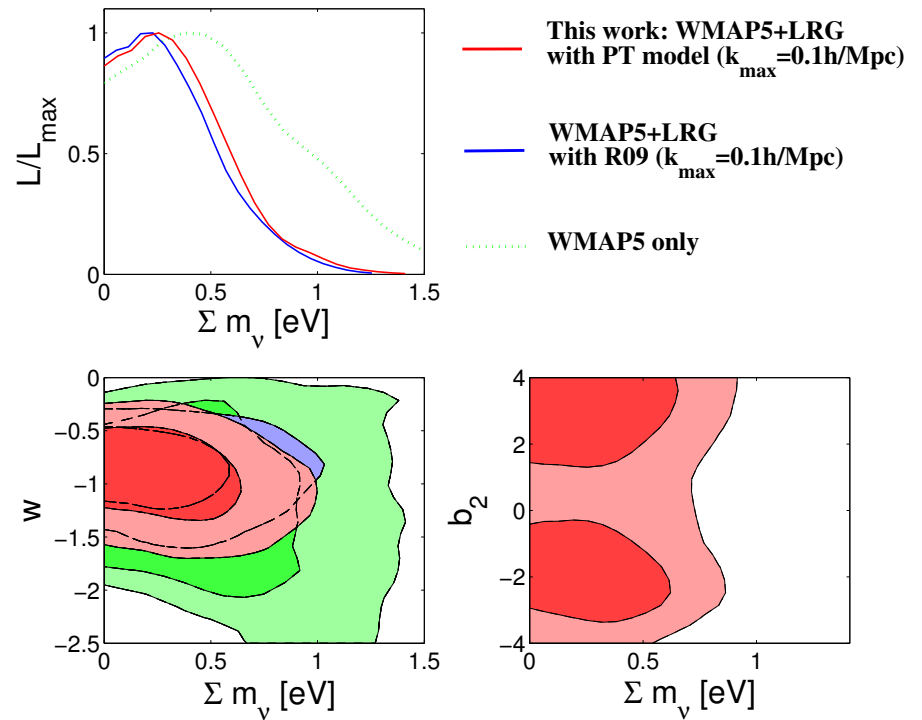 1
0.5
0
L/L_max
0 0.5 1 1.5
Σ m_ν [eV]
This work: WMAP5+LRG
with PT model (k_max=0.1h/Mpc)
WMAP5+LRG
with R09 (k_max=0.1h/Mpc)
WMAP5 only
0
−0.5
−1
−1.5
−2
−2.5
w
0 0.5 1 1.5
Σ m_ν [eV]
4
2
0
−2
−4
b_2
0 0.5 1
Σ m_ν [eV]